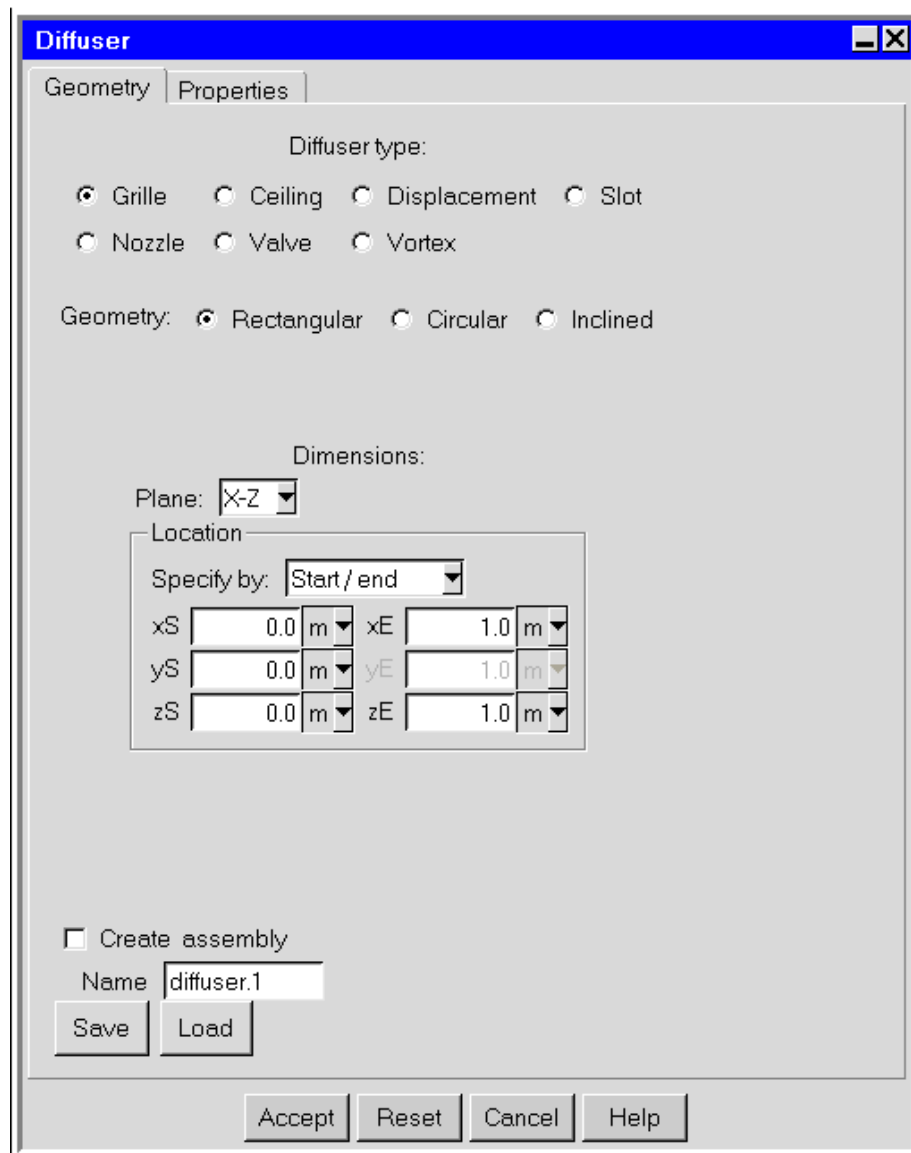 Diffuser
Geometry Properties
Diffuser type:
Grille Ceiling Displacement Slot
Nozzle Valve Vortex
Geometry: Rectangular Circular Inclined
Dimensions:
Plane: X-Z
Location
Specify by: Start / end
xS 0.0 m xE 1.0 m
yS 0.0 m yE 1.0 m
zS 0.0 m zE 1.0 m
Create assembly
Name diffuser.1
Save Load
Accept Reset Cancel Help